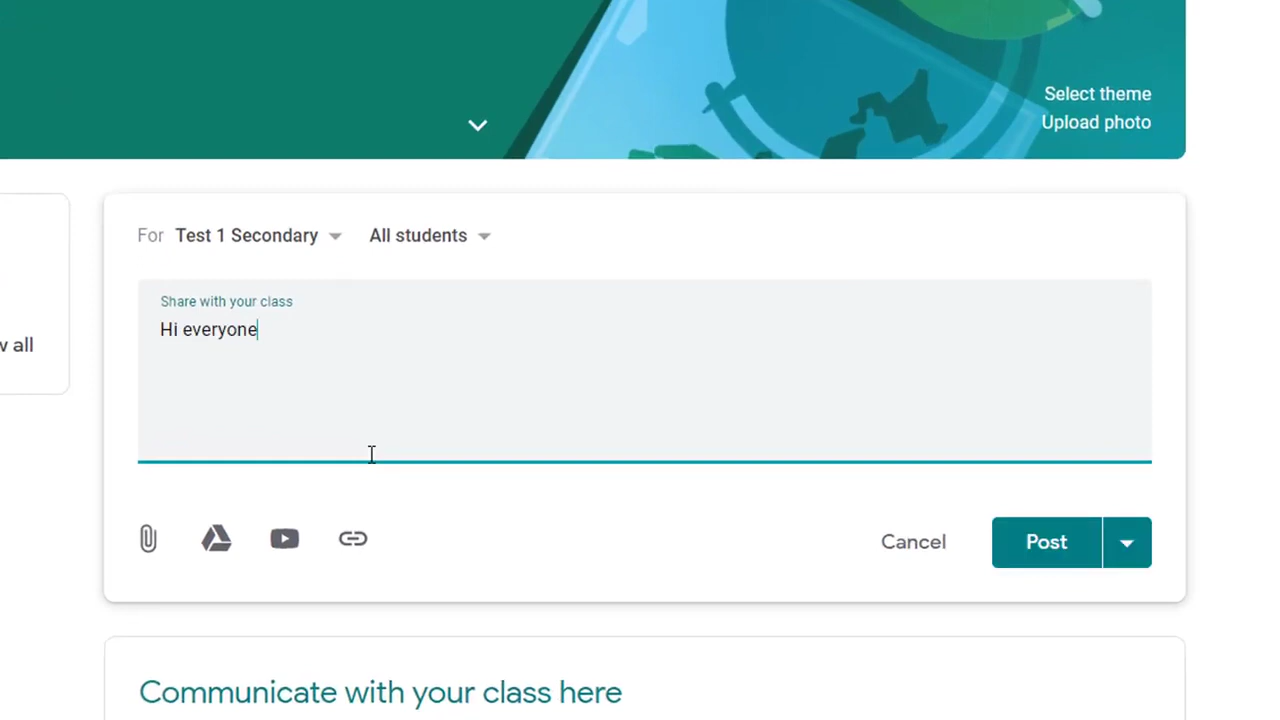 Select theme
Upload photo
For Test 1 Secondary All students
Share with your class
Hi everyone
w all
Cancel Post
Communicate with your class here